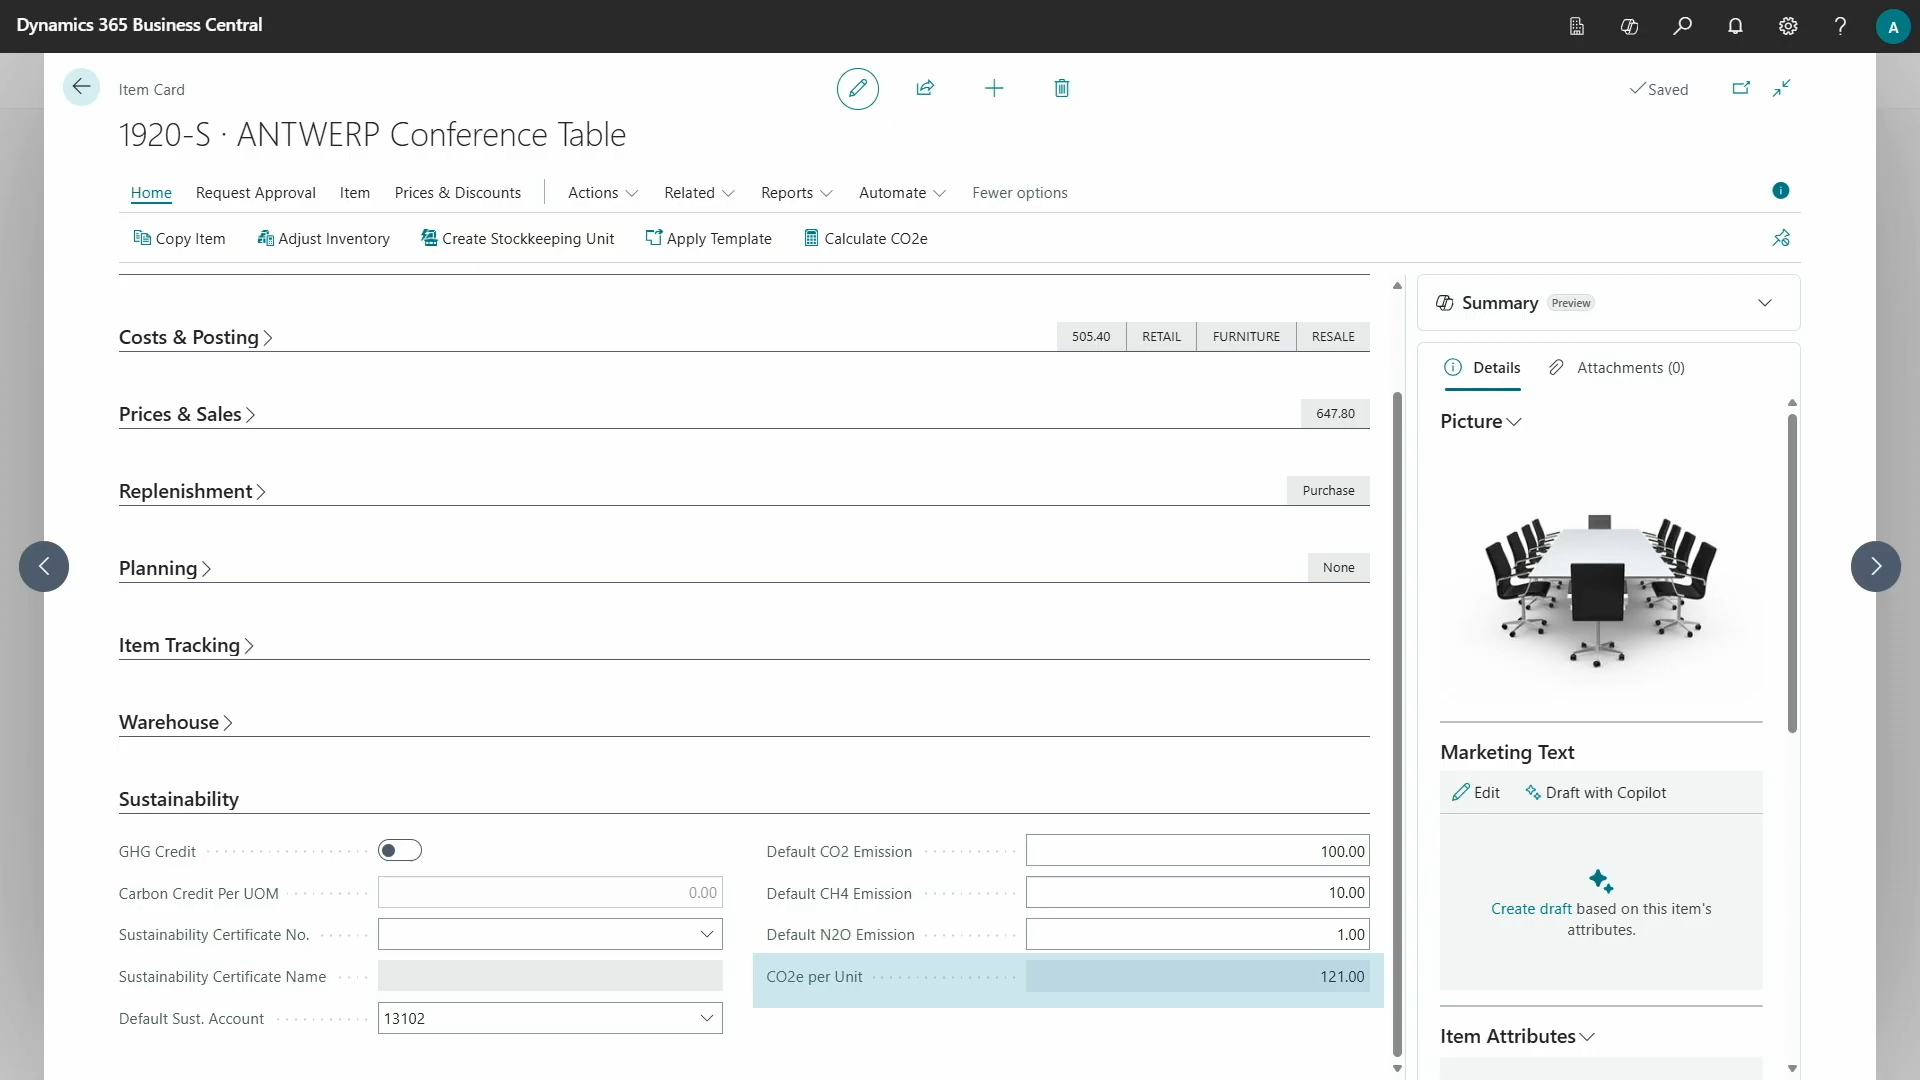 Dynamics 365 Business Central
A
Item Card
Saved
1920-S · ANTWERP Conference Table
Home Request Approval Item Prices & Discounts Actions Related Reports Automate Fewer options
Copy Item Adjust Inventory Create Stockkeeping Unit Apply Template Calculate CO2e
Costs & Posting 505.40 RETAIL FURNITURE RESALE
Prices & Sales 647.80
Replenishment Purchase
Planning None
Item Tracking
Warehouse
Sustainability
GHG Credit
Carbon Credit Per UOM 0.00
Sustainability Certificate No.
Sustainability Certificate Name
Default Sust. Account 13102
Default CO2 Emission 100.00
Default CH4 Emission 10.00
Default N2O Emission 1.00
CO2e per Unit 121.00
Summary Preview
Details Attachments (0)
Picture
Marketing Text
Edit Draft with Copilot
Create draft based on this item's
attributes.
Item Attributes